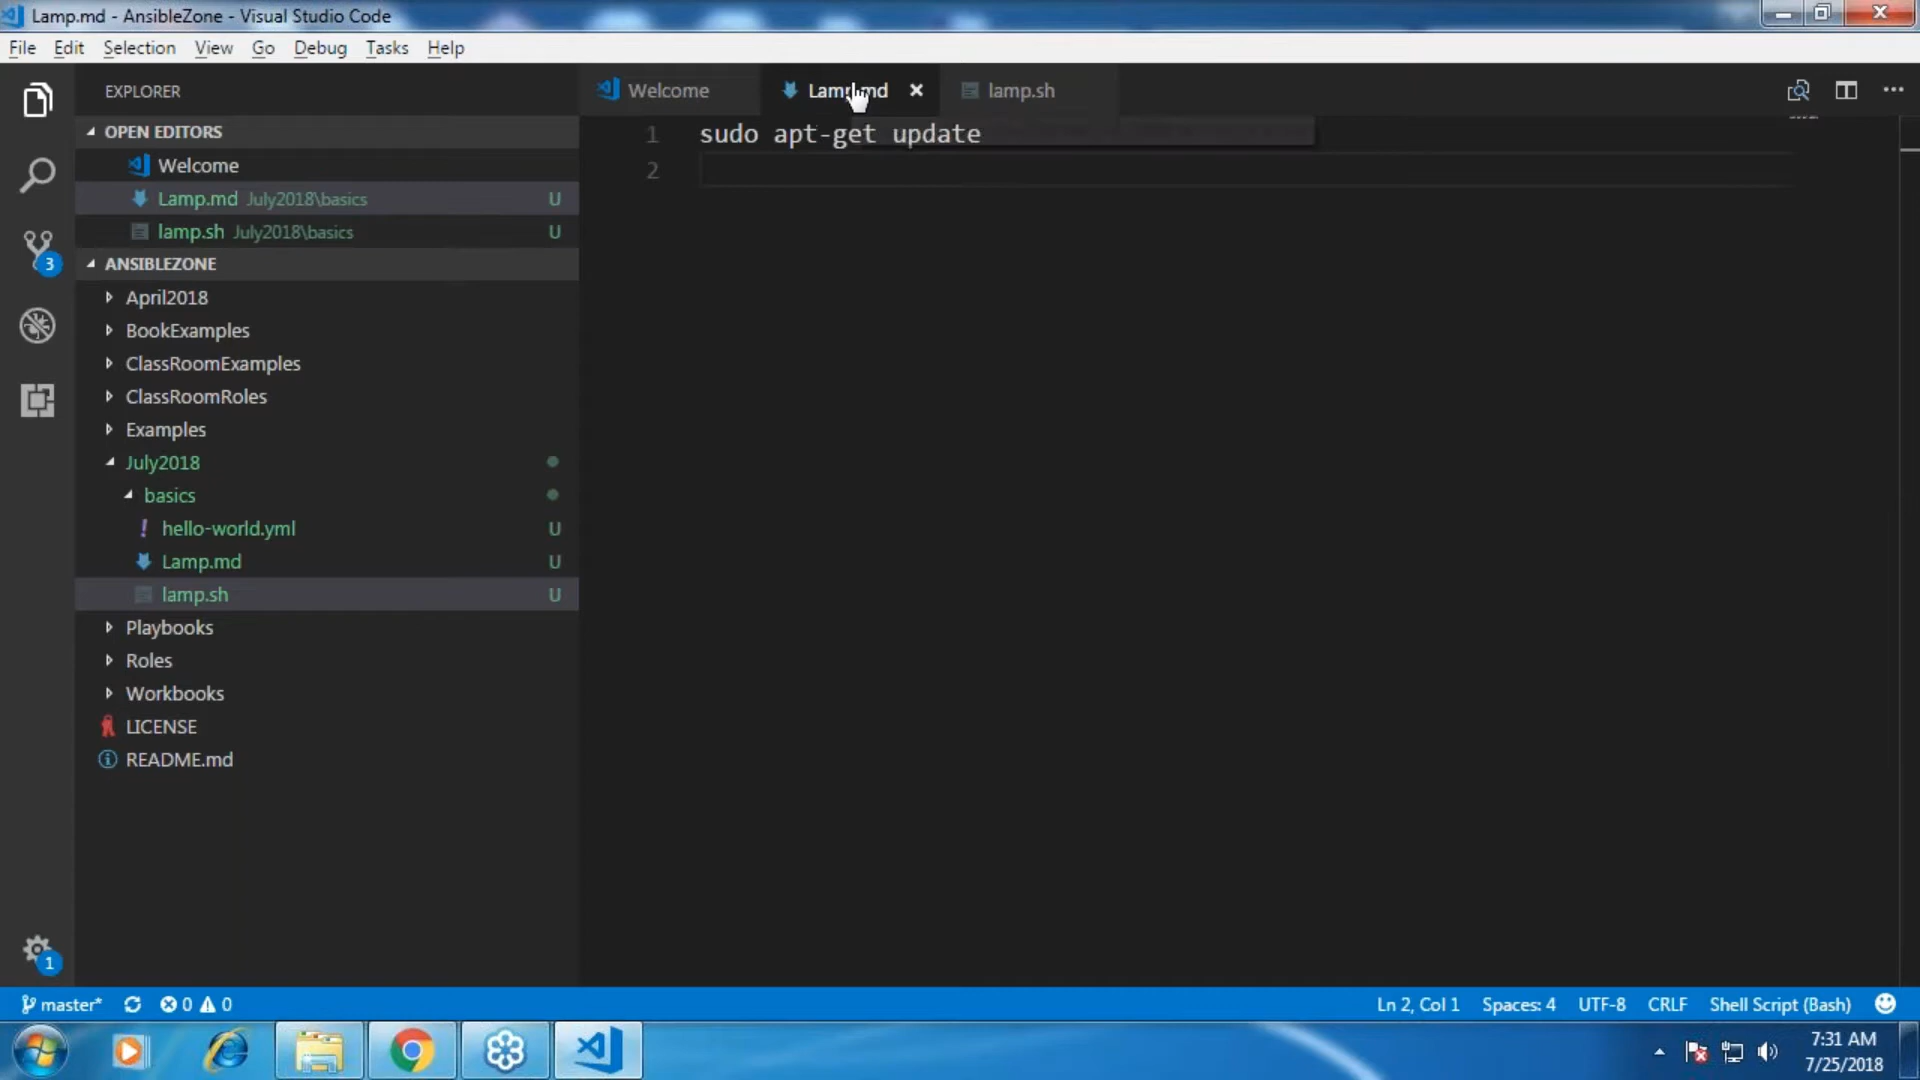 Lamp.md - AnsibleZone - Visual Studio Code
File Edit Selection View Go Debug Tasks Help
EXPLORER
Welcome
Lamp.md
lamp.sh
OPEN EDITORS
Welcome
Lamp.md July2018\basics U
lamp.sh July2018\basics U
ANSIBLEZONE
April2018
BookExamples
ClassRoomExamples
ClassRoomRoles
Examples
July2018
basics
hello-world.yml U
Lamp.md U
lamp.sh U
Playbooks
Roles
Workbooks
LICENSE
README.md
3
1
1 sudo apt-get update
2
master* 0 0
Ln 2, Col 1 Spaces: 4 UTF-8 CRLF Shell Script (Bash)
7:31 AM
7/25/2018